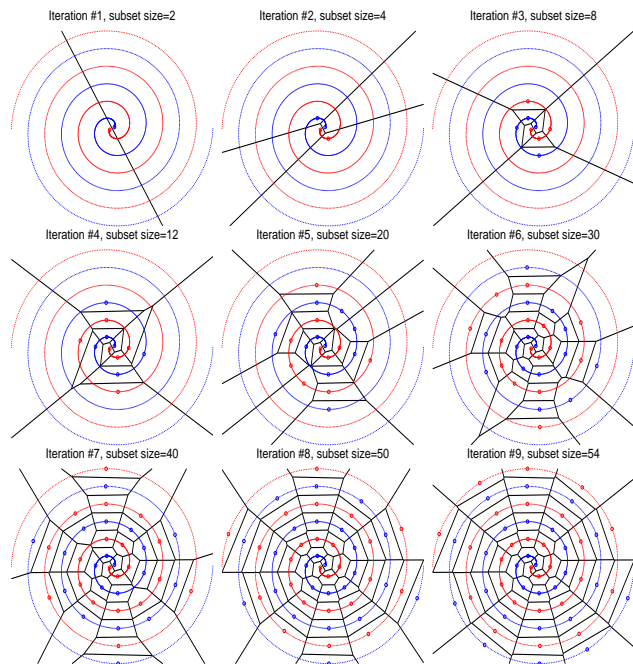 Iteration #1, subset size=2
Iteration #2, subset size=4
Iteration #3, subset size=8
Iteration #4, subset size=12
Iteration #5, subset size=20
Iteration #6, subset size=30
Iteration #7, subset size=40
Iteration #8, subset size=50
Iteration #9, subset size=54